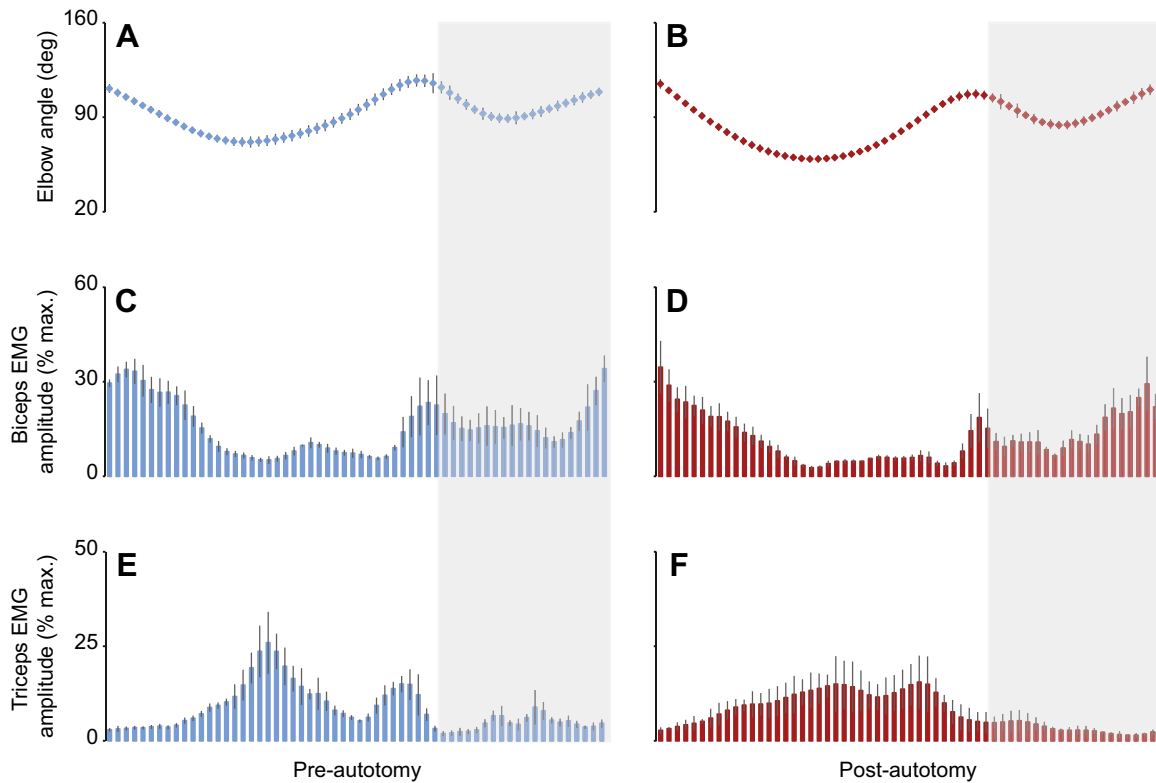 160
A
B
Elbow angle (deg)
90
20
60
C
D
Biceps EMG
amplitude (% max.)
30
0
50
E
F
Triceps EMG
amplitude (% max.)
25
0
Pre-autotomy
Post-autotomy